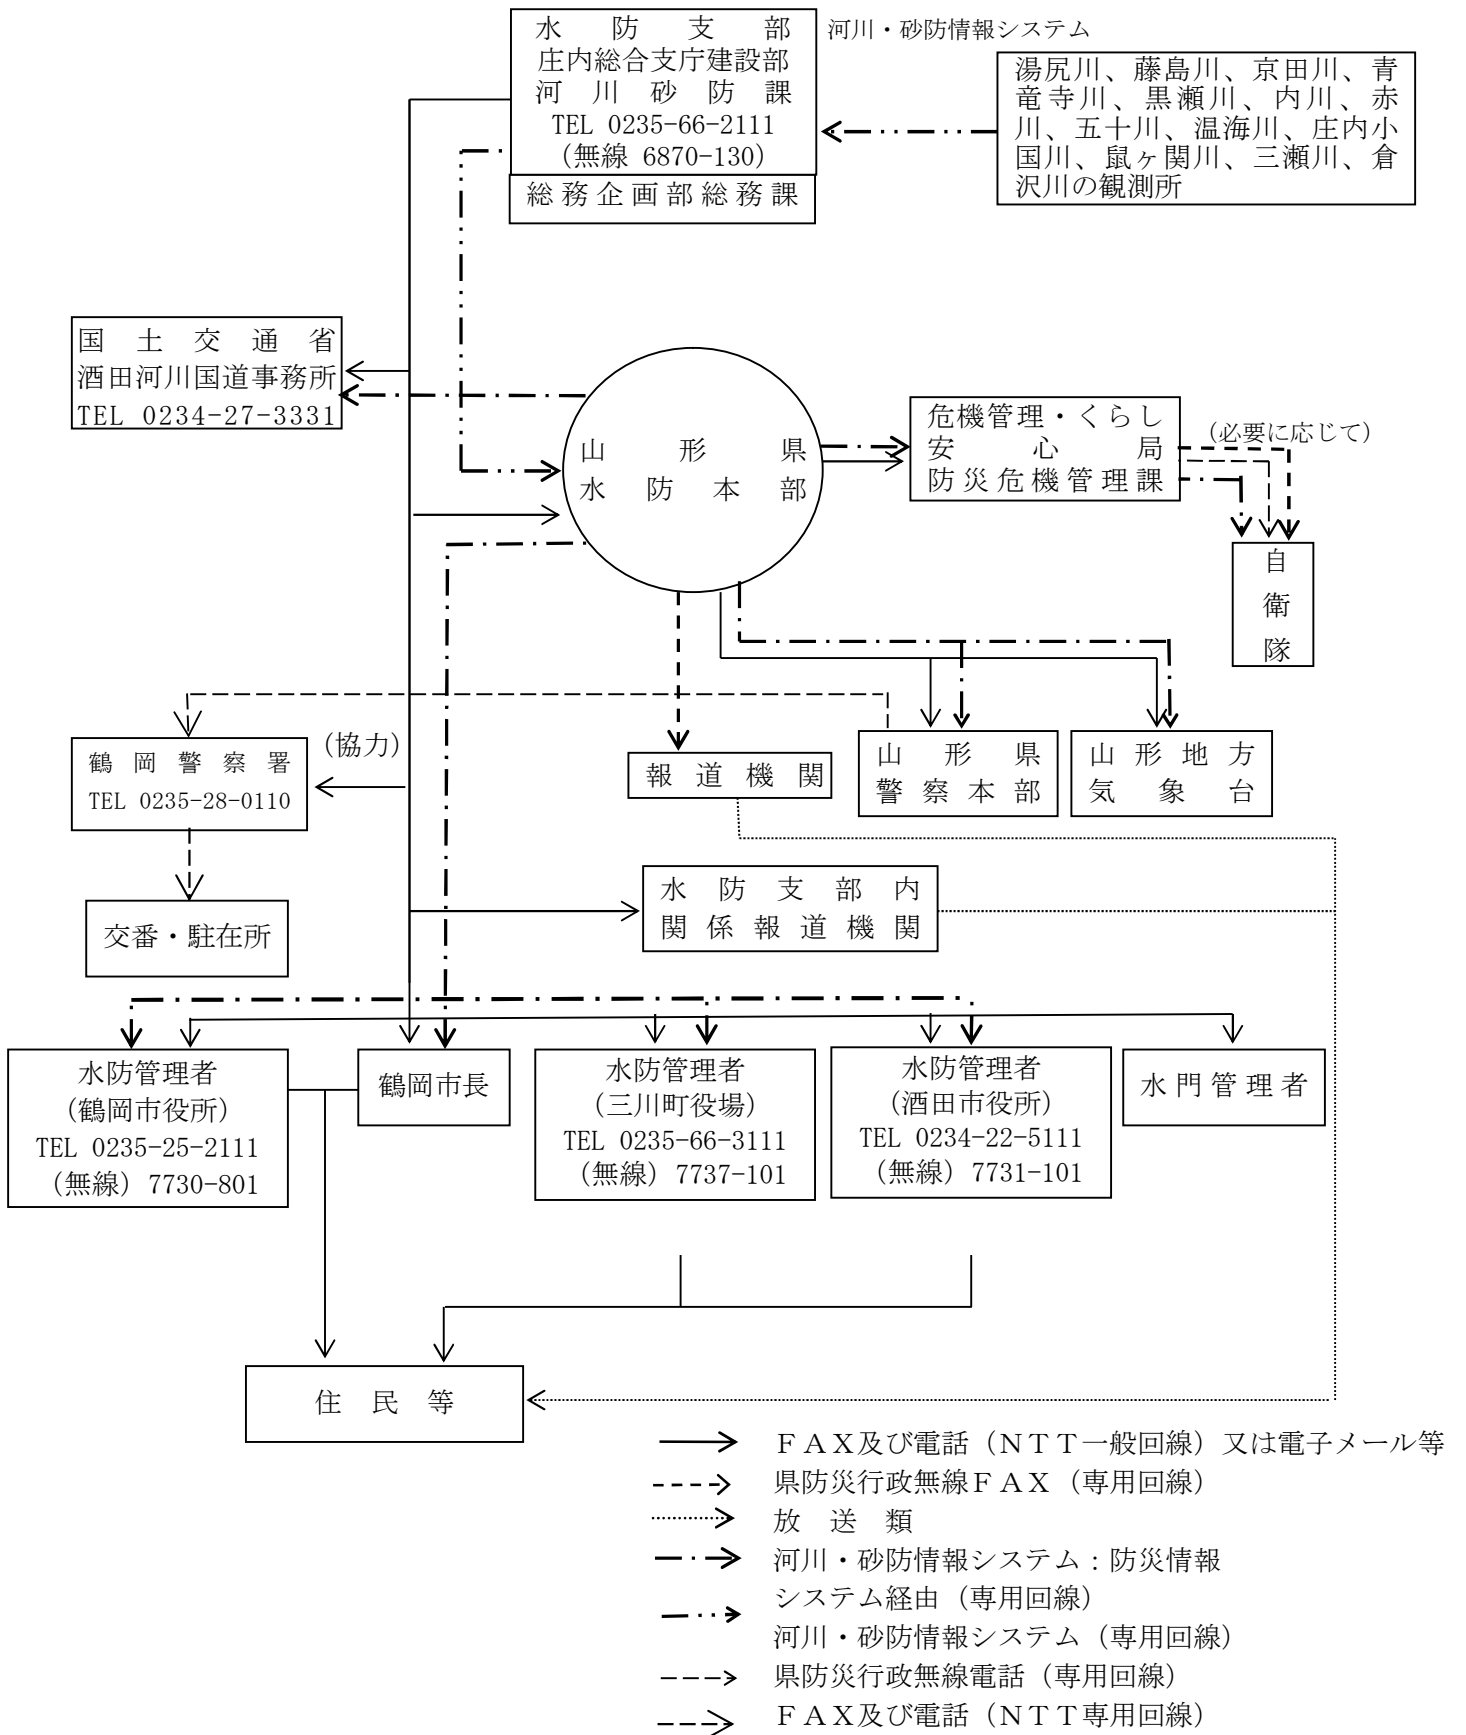 水防支部
庄内総合支庁建設部
河川砂防課
TEL 0235-66-2111
（無線 6870-130）
総務企画部総務課
河川・砂防情報システム
湯尻川、藤島川、京田川、青
竜寺川、黒瀬川、内川、赤
川、五十川、温海川、庄内小
国川、鼠ヶ関川、三瀬川、倉
沢川の観測所
国土交通省
酒田河川国道事務所
TEL 0234-27-3331
山形県
水防本部
危機管理・くらし
安心局
防災危機管理課
（必要に応じて）
自
衛
隊
鶴岡警察署
TEL 0235-28-0110
（協力）
報道機関
山形県
警察本部
山形地方
気象台
交番・駐在所
水防支部内
関係報道機関
水防管理者
（鶴岡市役所）
TEL 0235-25-2111
（無線）7730-801
鶴岡市長
水防管理者
（三川町役場）
TEL 0235-66-3111
（無線）7737-101
水防管理者
（酒田市役所）
TEL 0234-22-5111
（無線）7731-101
水門管理者
住民等
ＦＡＸ及び電話（ＮＴＴ一般回線）又は電子メール等
県防災行政無線ＦＡＸ（専用回線）
放送類
河川・砂防情報システム：防災情報
システム経由（専用回線）
河川・砂防情報システム（専用回線）
県防災行政無線電話（専用回線）
ＦＡＸ及び電話（ＮＴＴ専用回線）